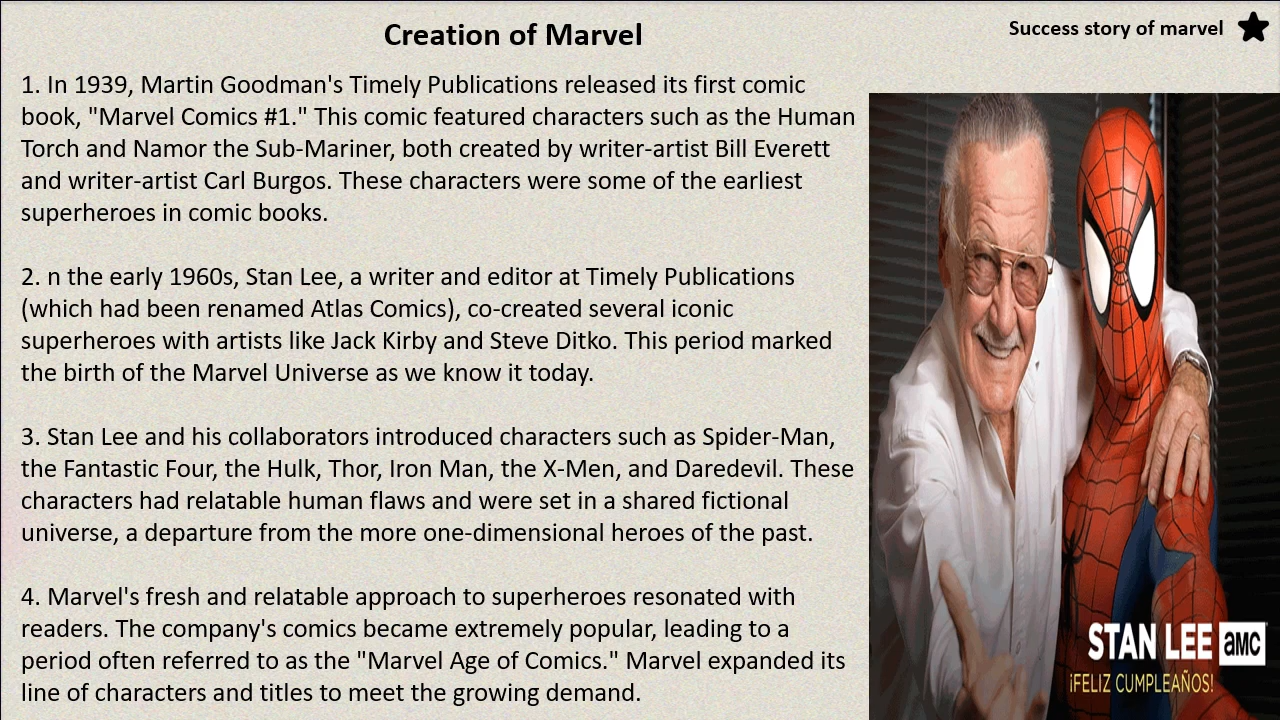 Creation of Marvel
Success story of marvel
1. In 1939, Martin Goodman's Timely Publications released its first comic
book, "Marvel Comics #1." This comic featured characters such as the Human
Torch and Namor the Sub-Mariner, both created by writer-artist Bill Everett
and writer-artist Carl Burgos. These characters were some of the earliest
superheroes in comic books.
2. n the early 1960s, Stan Lee, a writer and editor at Timely Publications
(which had been renamed Atlas Comics), co-created several iconic
superheroes with artists like Jack Kirby and Steve Ditko. This period marked
the birth of the Marvel Universe as we know it today.
3. Stan Lee and his collaborators introduced characters such as Spider-Man,
the Fantastic Four, the Hulk, Thor, Iron Man, the X-Men, and Daredevil. These
characters had relatable human flaws and were set in a shared fictional
universe, a departure from the more one-dimensional heroes of the past.
4. Marvel's fresh and relatable approach to superheroes resonated with
readers. The company's comics became extremely popular, leading to a
period often referred to as the "Marvel Age of Comics." Marvel expanded its
line of characters and titles to meet the growing demand.
STAN LEE amc
¡FELIZ CUMPLEAÑOS!